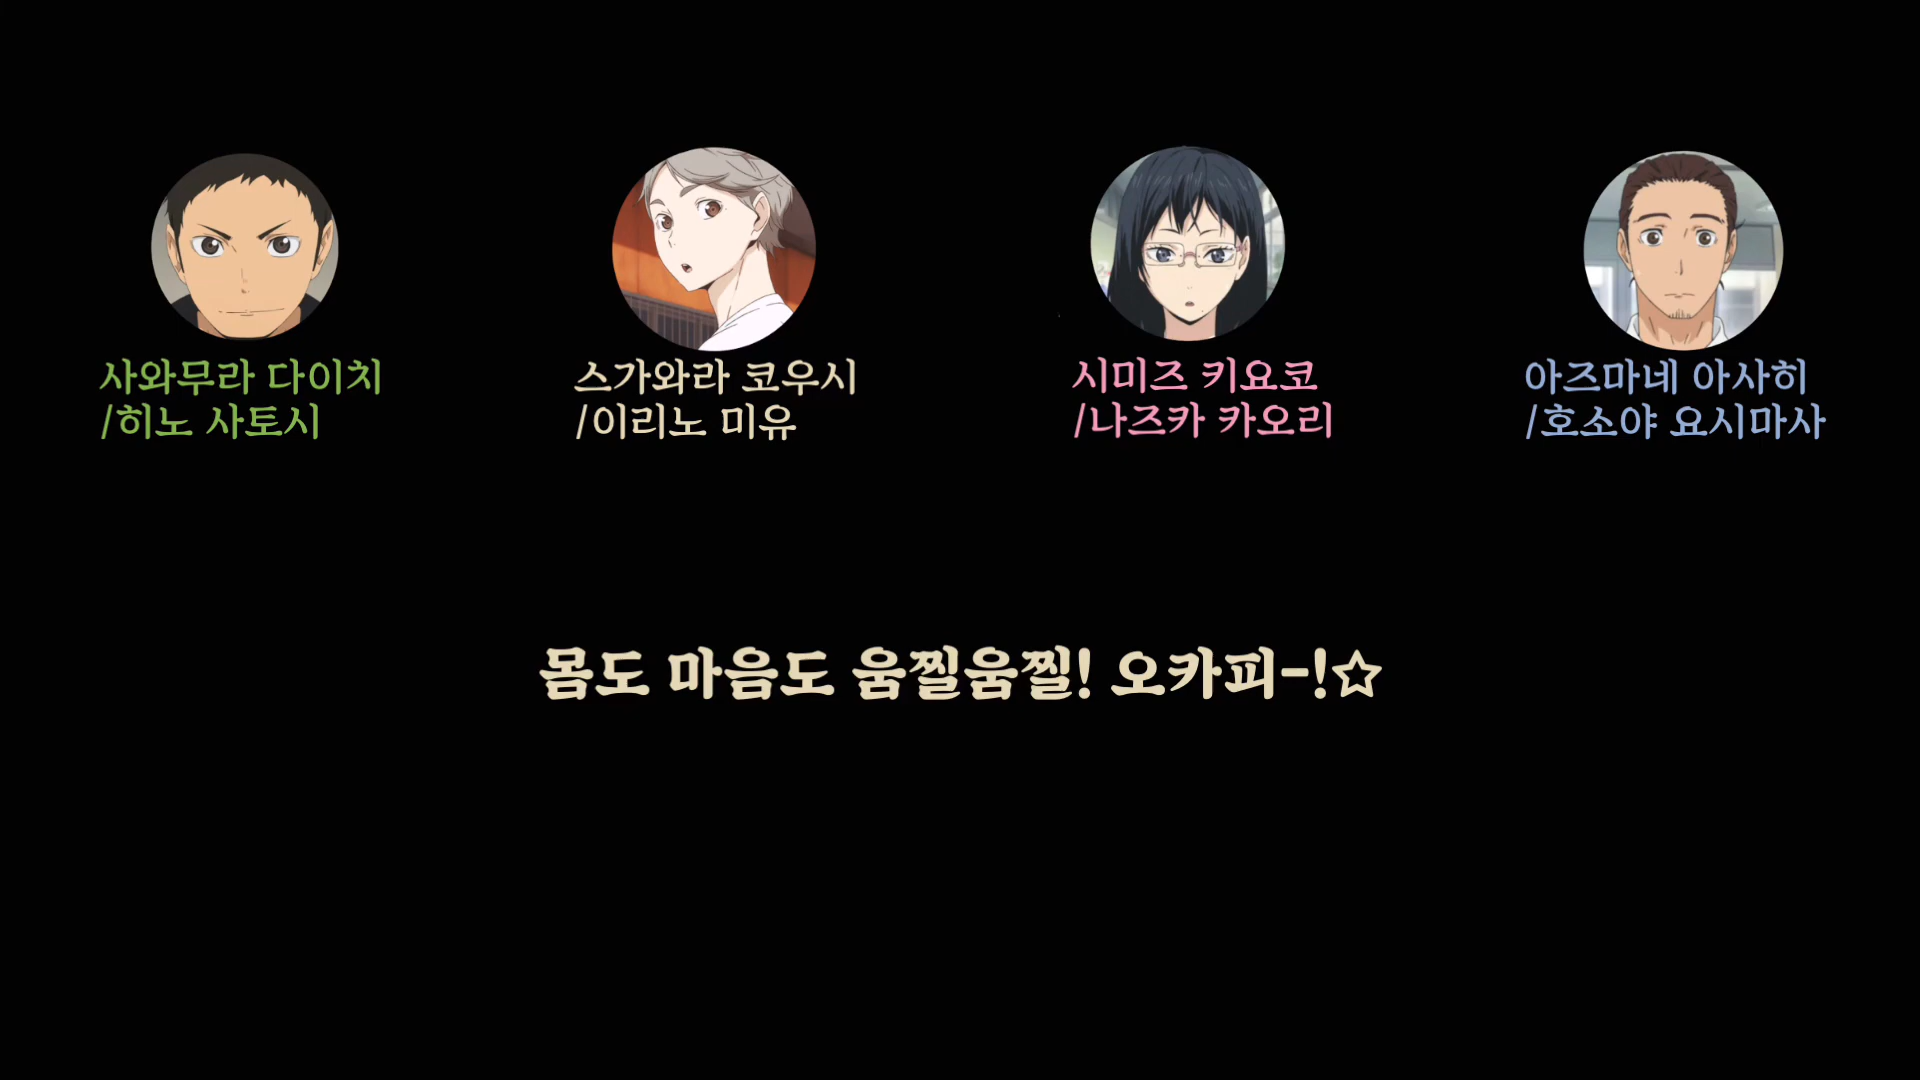 사와무라 다이치
/히노 사토시
스가와라 코우시
/이리노 미유
시미즈 키요코
/나즈카 카오리
아즈마네 아사히
/호소야 요시마사
몸도 마음도 움찔움찔! 오카피-!☆